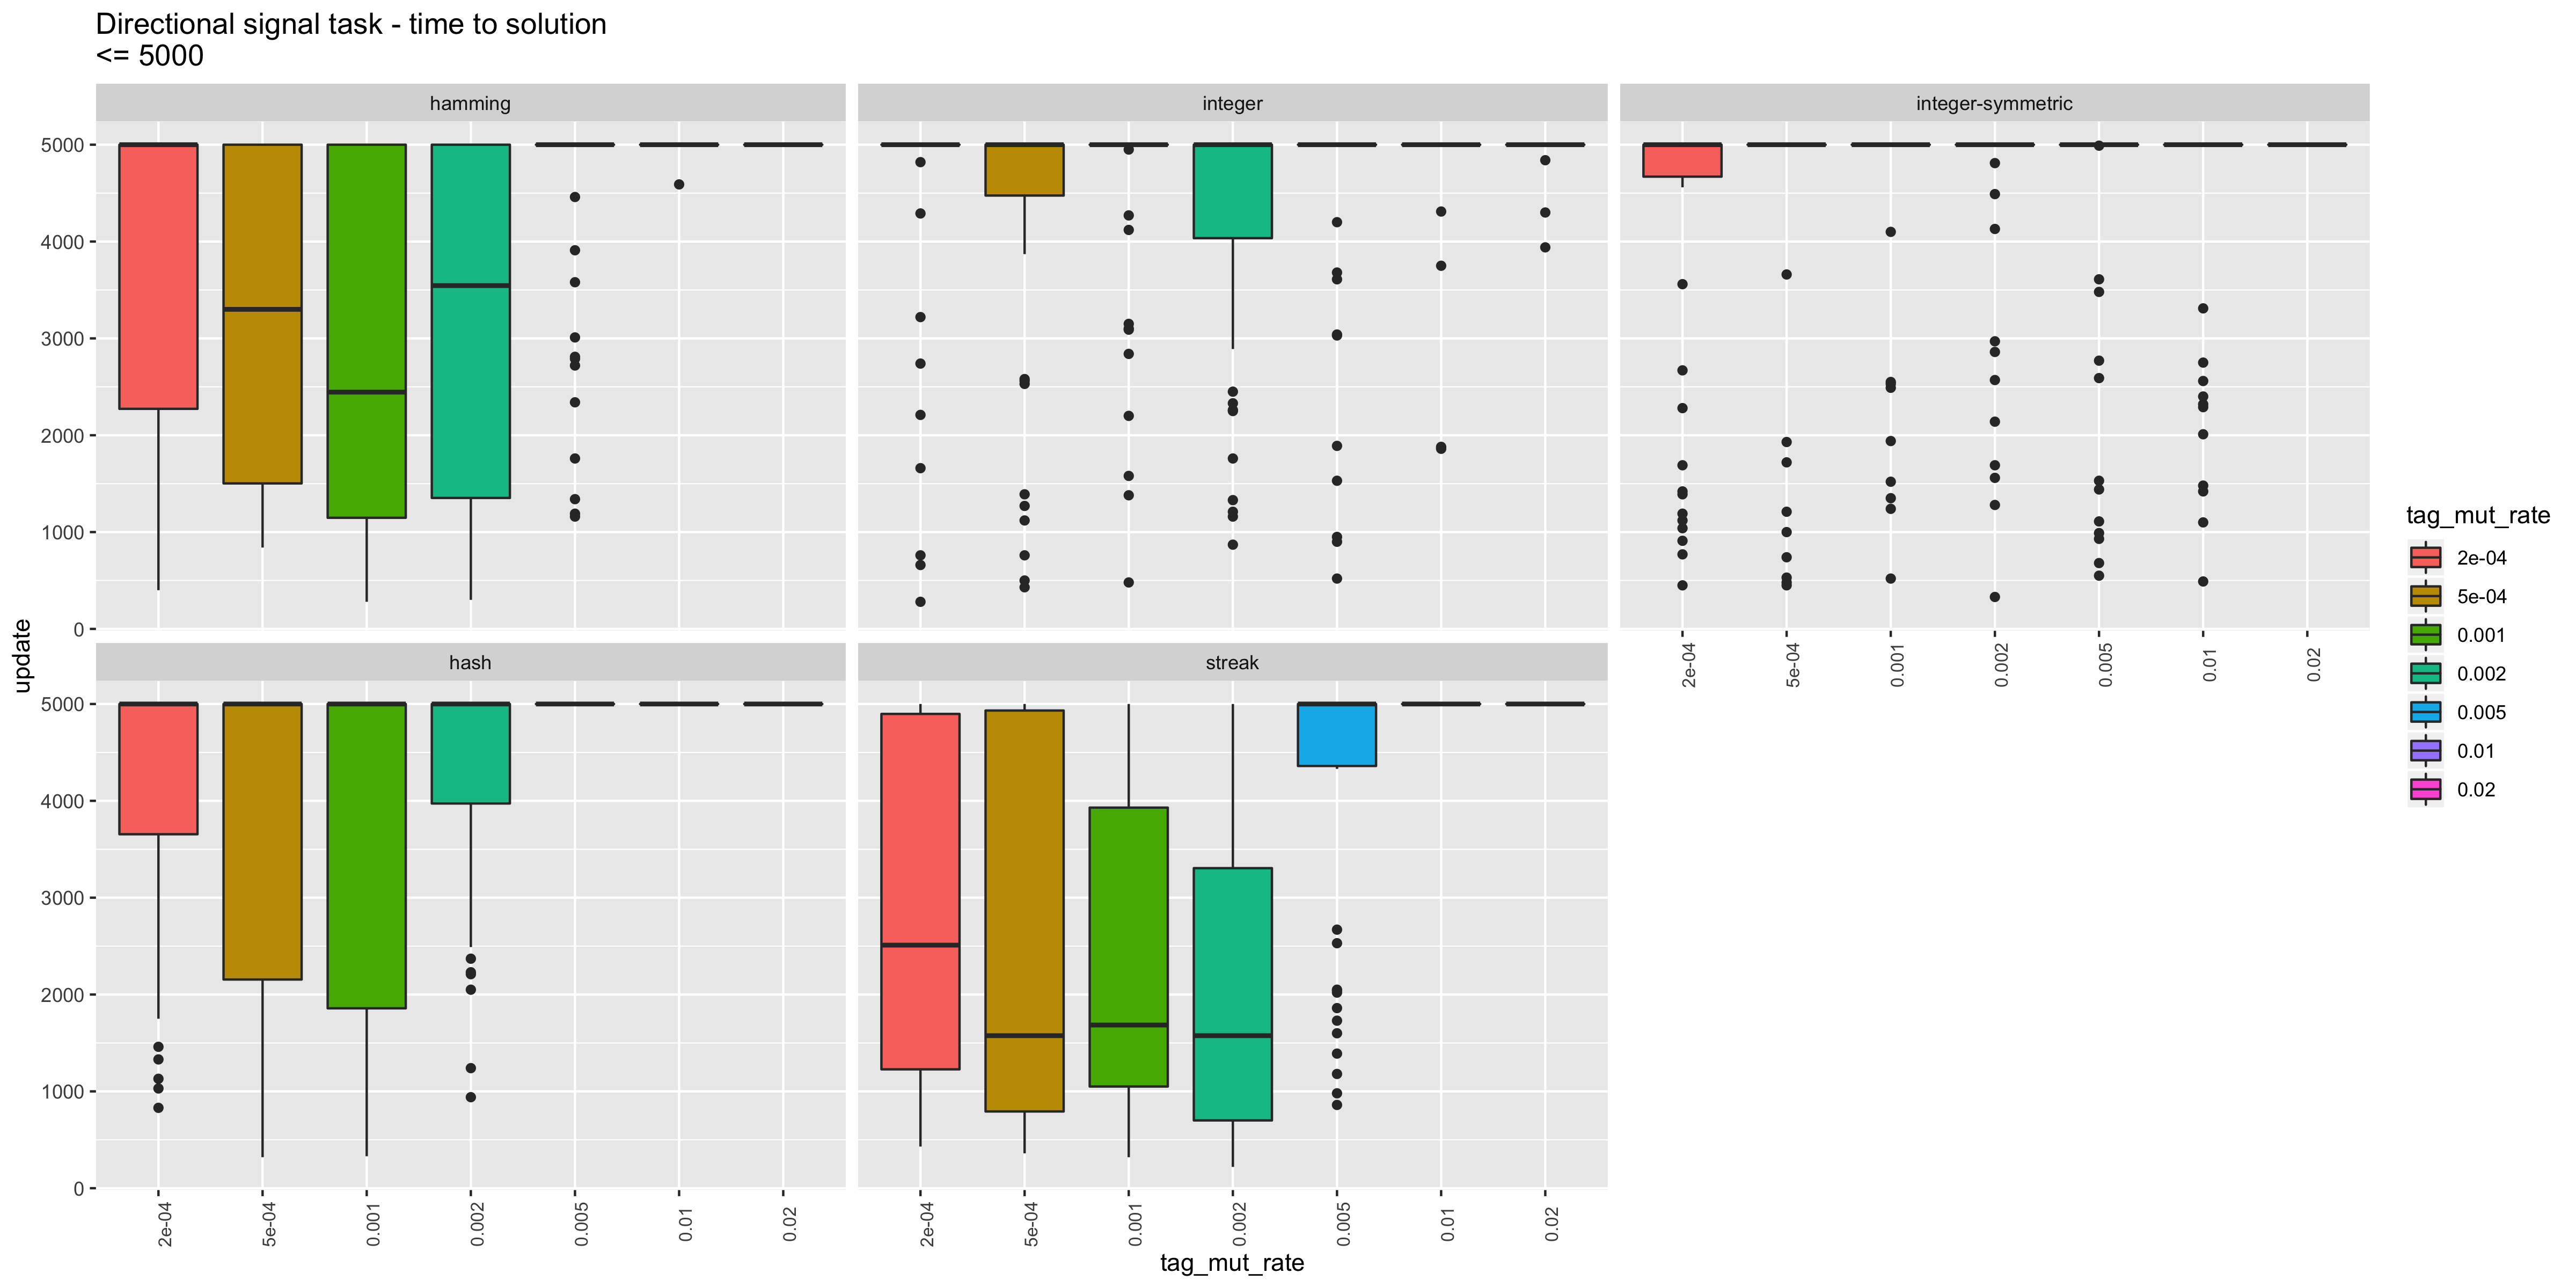 Directional signal task - time to solution
<= 5000
hamming
integer
integer-symmetric
5000
4000
3000
2000
1000
0
2e-04
5e-04
0.001
0.002
0.005
0.01
0.02
hash
streak
5000
4000
3000
2000
1000
0
2e-04
5e-04
0.001
0.002
0.005
0.01
0.02
2e-04
5e-04
0.001
0.002
0.005
0.01
0.02
update
tag_mut_rate
tag_mut_rate
2e-04
5e-04
0.001
0.002
0.005
0.01
0.02